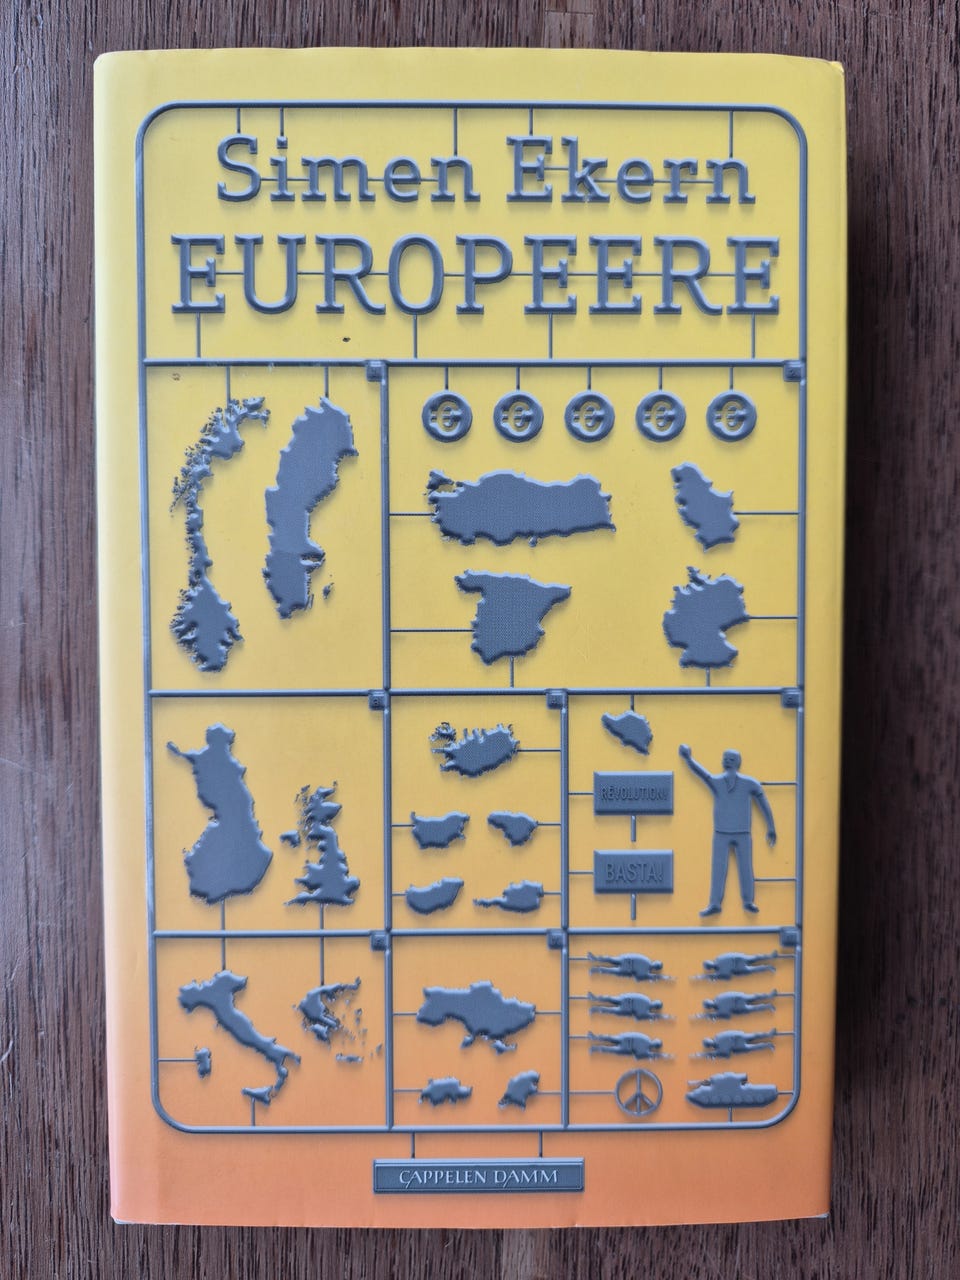 Simen Ekern
EUROPEERE
€ € € € €
RÉVOLUTION!
BASTA!
CAPPELEN DAMM